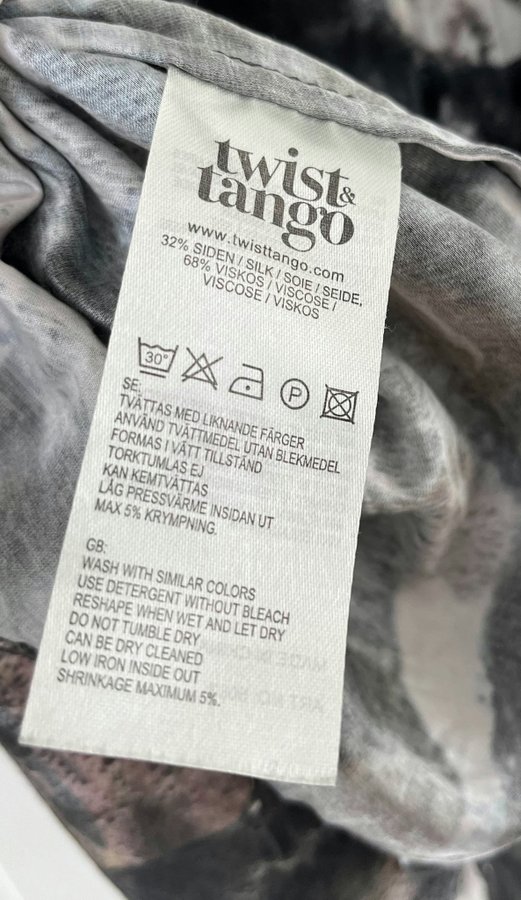 twist &
tango
www.twisttango.com
32% SIDEN / SILK / SOIE / SEIDE,
68% VISKOS / VISCOSE /
VISCOSE / VISKOS
30°
P
SE:
TVÄTTAS MED LIKNANDE FÄRGER
ANVÄND TVÄTTMEDEL UTAN BLEKMEDEL
FORMAS I VÅTT TILLSTÅND
TORKTUMLAS EJ
KAN KEMTVÄTTAS
LÅG PRESSVÄRME INSIDAN UT
MAX 5% KRYMPNING.
GB:
WASH WITH SIMILAR COLORS
USE DETERGENT WITHOUT BLEACH
RESHAPE WHEN WET AND LET DRY
DO NOT TUMBLE DRY
CAN BE DRY CLEANED
LOW IRON INSIDE OUT
SHRINKAGE MAXIMUM 5%.